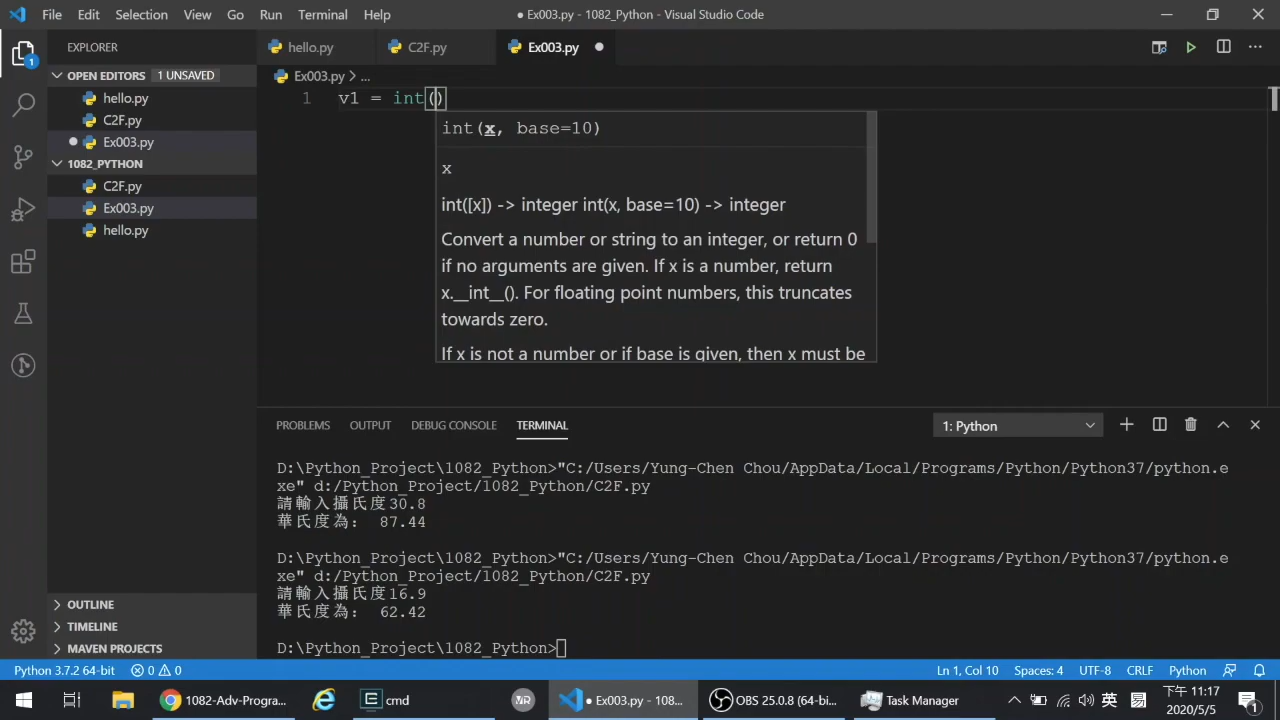 File Edit Selection View Go Run Terminal Help
● Ex003.py - 1082_Python - Visual Studio Code
EXPLORER
hello.py
C2F.py
Ex003.py
OPEN EDITORS 1 UNSAVED
hello.py
C2F.py
Ex003.py
1082_PYTHON
C2F.py
Ex003.py
hello.py
OUTLINE
TIMELINE
MAVEN PROJECTS
1
Ex003.py > ...
1 v1 = int()
int(x, base=10)
x
int([x]) -> integer int(x, base=10) -> integer
Convert a number or string to an integer, or return 0
if no arguments are given. If x is a number, return
x.__int__(). For floating point numbers, this truncates
towards zero.
If x is not a number or if base is given, then x must be
PROBLEMS OUTPUT DEBUG CONSOLE TERMINAL
1: Python
D:\Python_Project\1082_Python>"C:/Users/Yung-Chen Chou/AppData/Local/Programs/Python/Python37/python.e
xe" d:/Python_Project/1082_Python/C2F.py
請輸入攝氏度30.8
華氏度為: 87.44
D:\Python_Project\1082_Python>"C:/Users/Yung-Chen Chou/AppData/Local/Programs/Python/Python37/python.e
xe" d:/Python_Project/1082_Python/C2F.py
請輸入攝氏度16.9
華氏度為: 62.42
D:\Python_Project\1082_Python>
Python 3.7.2 64-bit 0 0
Ln 1, Col 10 Spaces: 4 UTF-8 CRLF Python
1082-Adv-Progra...
cmd
● Ex003.py - 108...
OBS 25.0.8 (64-bi...
Task Manager
英
下午 11:17
2020/5/5
1